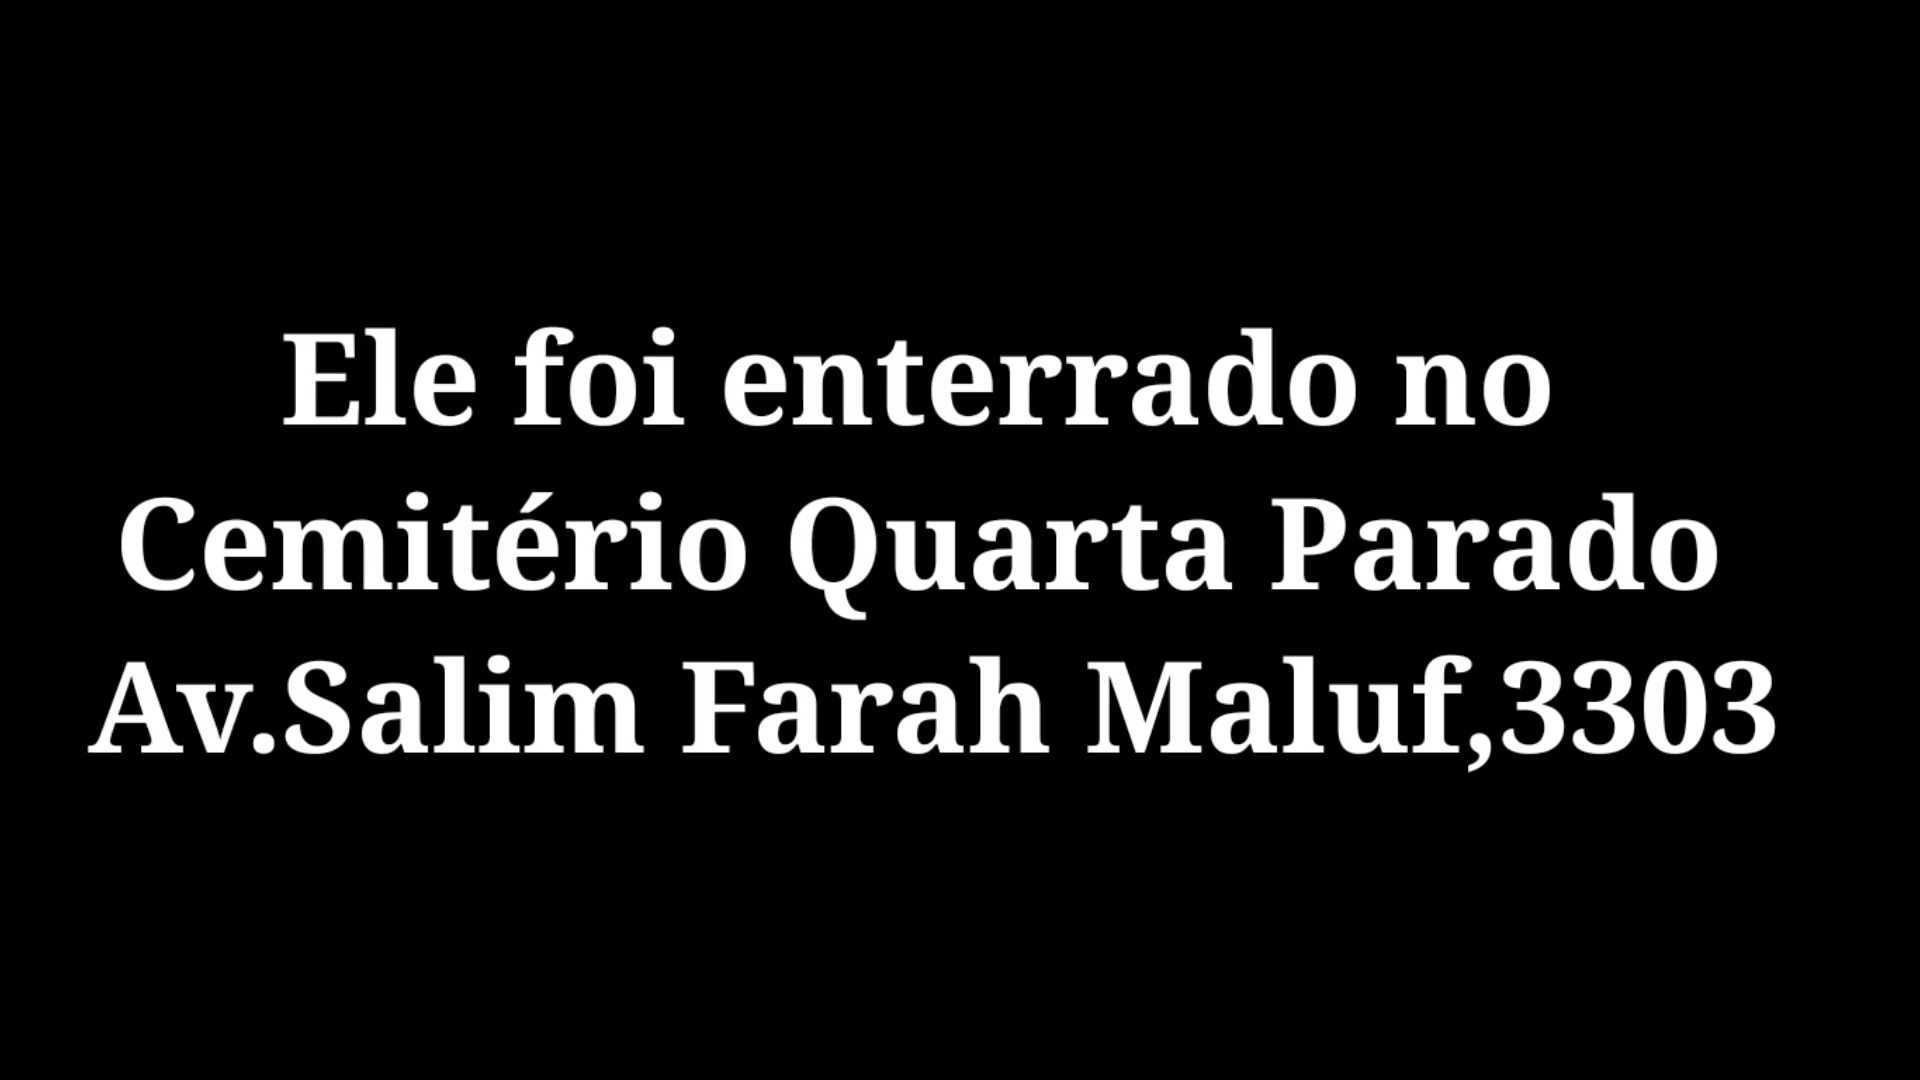 Ele foi enterrado no
Cemitério Quarta Parado
Av.Salim Farah Maluf,3303